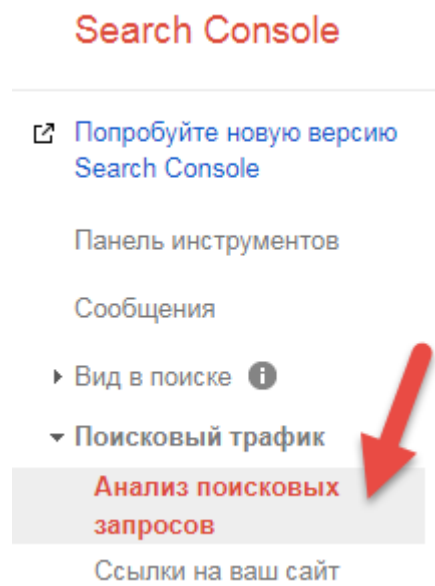 Search Console
Попробуйте новую версию
Search Console
Панель инструментов
Сообщения
Вид в поиске
Поисковый трафик
Анализ поисковых
запросов
Ссылки на ваш сайт